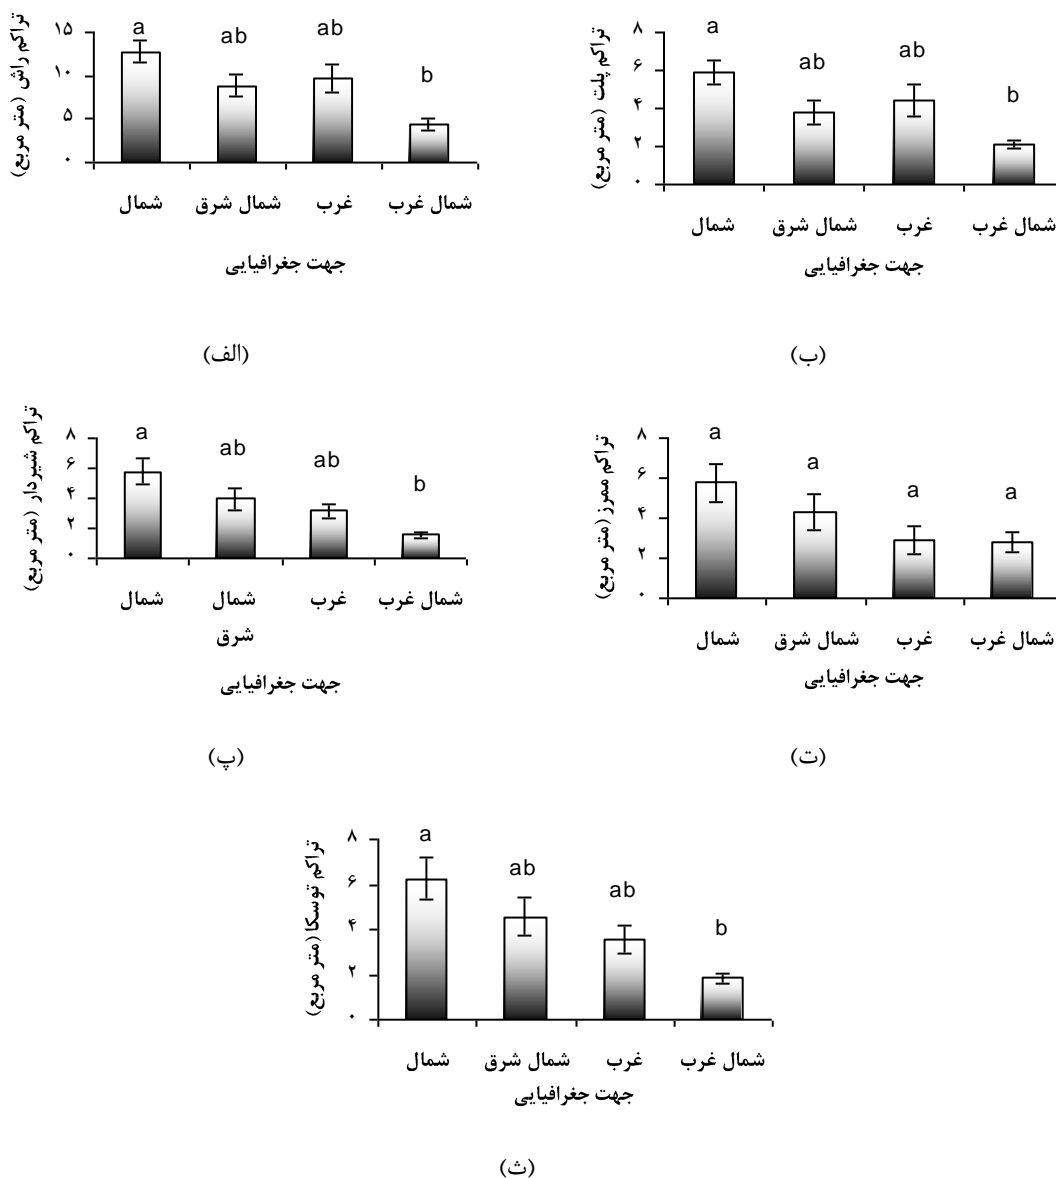 تراکم راش (متر مربع)
۱۵
۱۰
۵
۰
a ab ab b
شمال شمال شرق غرب شمال غرب
جهت جغرافیایی
(الف)
تراکم پلت (متر مربع)
۸
۶
۴
۲
۰
a ab ab b
شمال شمال شرق غرب شمال غرب
جهت جغرافیایی
(ب)
تراکم شیردار (متر مربع)
۸
۶
۴
۲
۰
a ab ab b
شمال شمال غرب شمال غرب
شرق
جهت جغرافیایی
(پ)
تراکم ممرز (متر مربع)
۸
۶
۴
۲
۰
a a a a
شمال شمال شرق غرب شمال غرب
جهت جغرافیایی
(ت)
تراکم توسکا (متر مربع)
۸
۶
۴
۲
۰
a ab ab b
شمال شمال شرق غرب شمال غرب
جهت جغرافیایی
(ث)